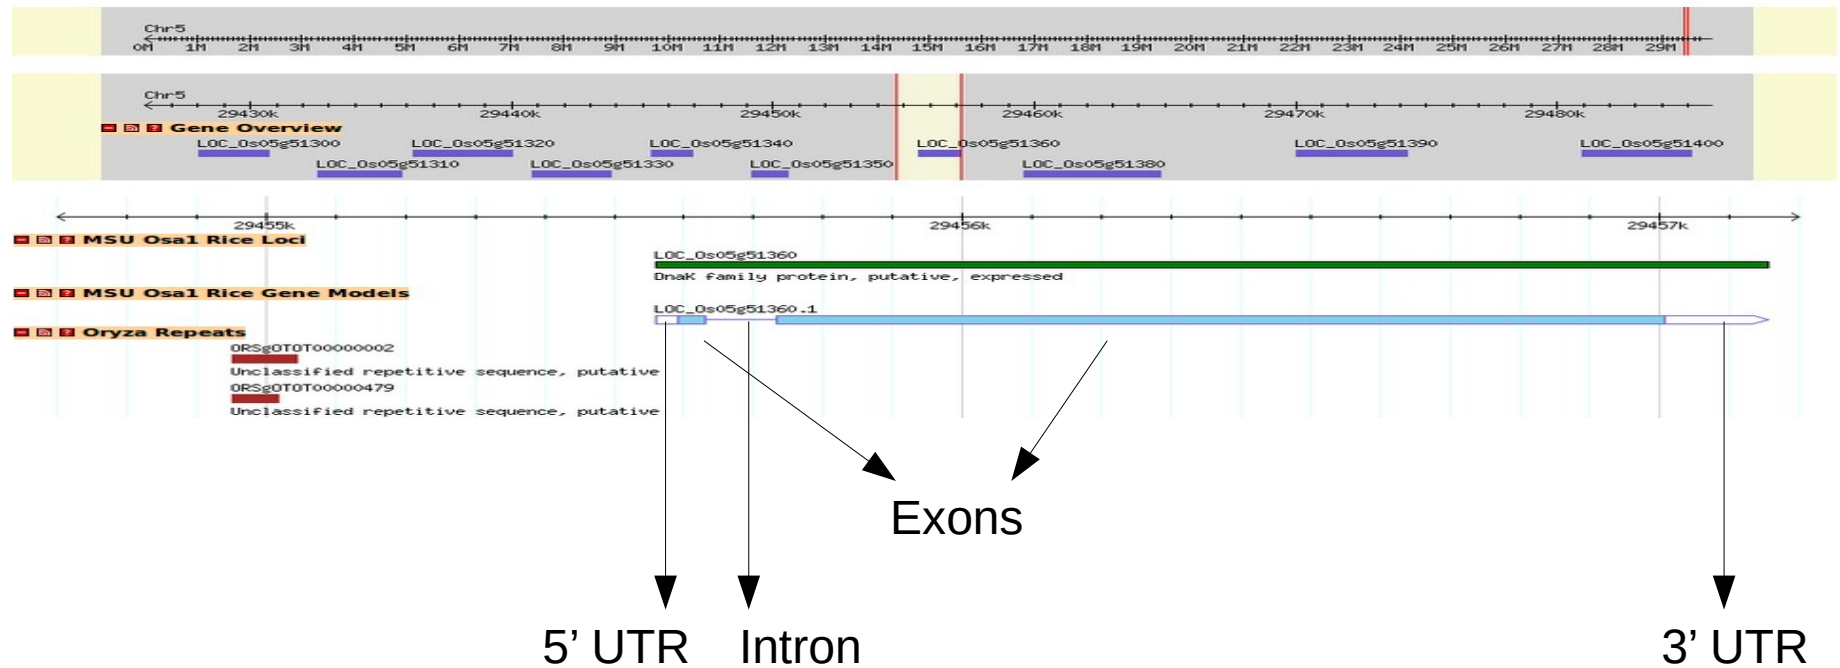 Chr5
0M 1M 2M 3M 4M 5M 6M 7M 8M 9M 10M 11M 12M 13M 14M 15M 16M 17M 18M 19M 20M 21M 22M 23M 24M 25M 26M 27M 28M 29M
Chr5
29430k 29440k 29450k 29460k 29470k 29480k
Gene Overview
LOC_Os05g51300 LOC_Os05g51320 LOC_Os05g51340 LOC_Os05g51360 LOC_Os05g51390 LOC_Os05g51400
LOC_Os05g51310 LOC_Os05g51330 LOC_Os05g51350 LOC_Os05g51380
29455k 29456k 29457k
MSU Osa1 Rice Loci
LOC_Os05g51360
DnaK family protein, putative, expressed
MSU Osa1 Rice Gene Models
LOC_Os05g51360.1
Oryza Repeats
ORSgOTOT00000002
Unclassified repetitive sequence, putative
ORSgOTOT00000479
Unclassified repetitive sequence, putative
Exons
5’ UTR Intron 3’ UTR